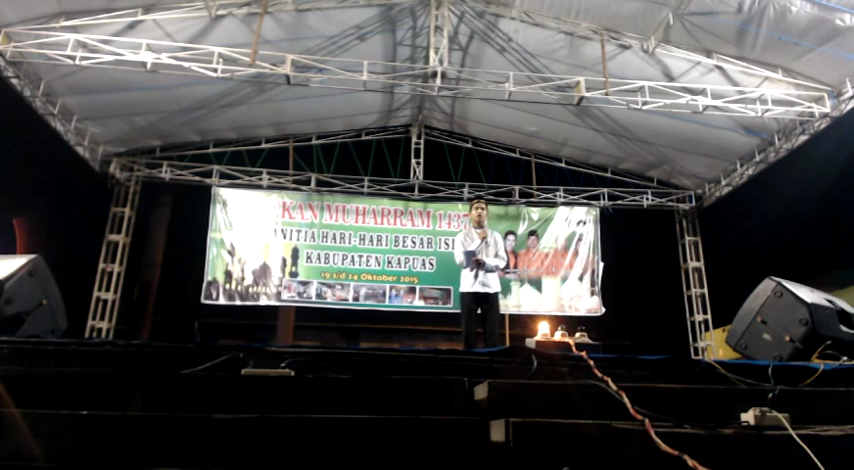 KAN MUHARRAM 1437
NITIA HARI-HARI BESAR ISL
KABUPATEN KAPUAS
19 s/d 24 Oktober 2015